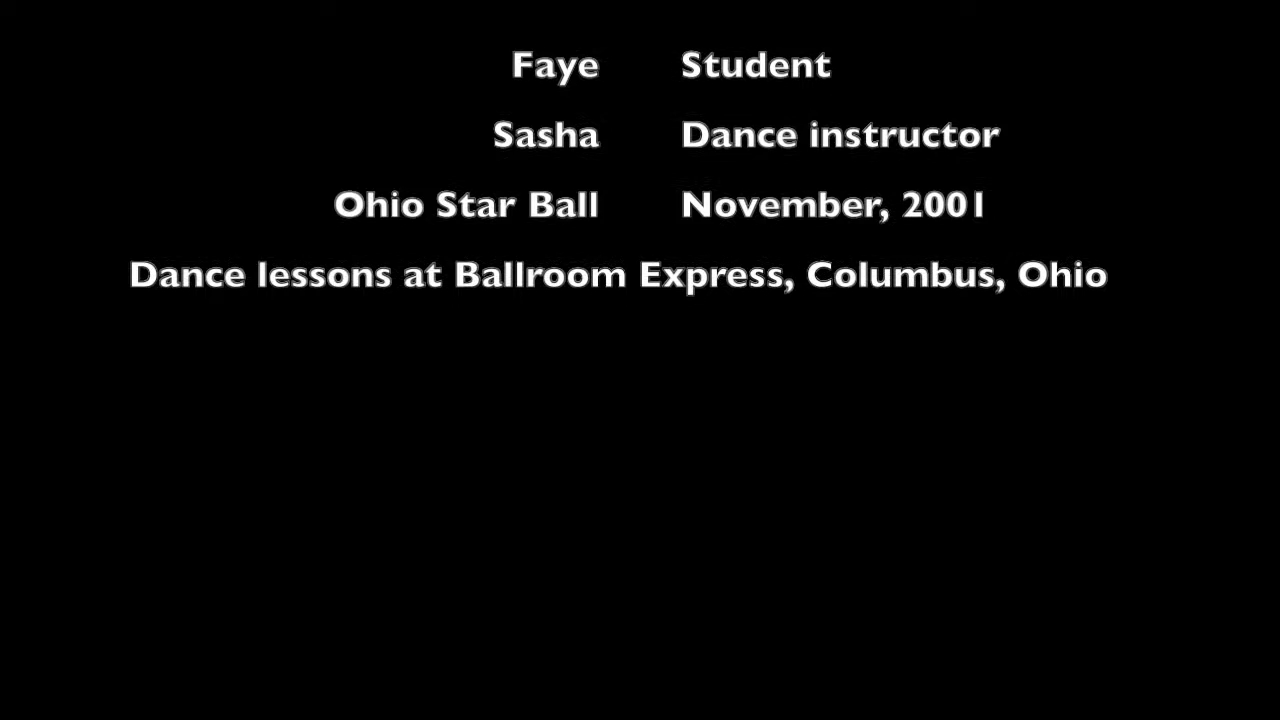 Faye Student
Sasha Dance instructor
Ohio Star Ball November, 2001
Dance lessons at Ballroom Express, Columbus, Ohio